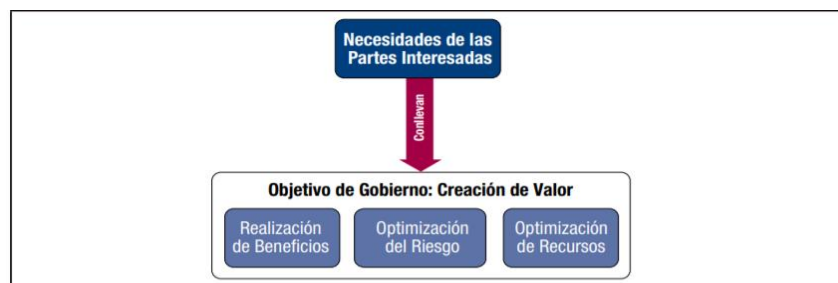 Necesidades de las
Partes Interesadas
Conllevan
Objetivo de Gobierno: Creación de Valor
Realización
de Beneficios
Optimización
del Riesgo
Optimización
de Recursos